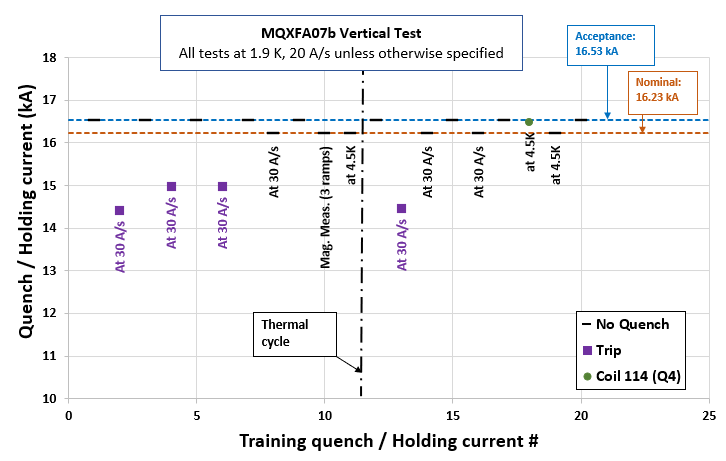 MQXFA07b Vertical Test
All tests at 1.9 K, 20 A/s unless otherwise specified
Acceptance:
16.53 kA
Nominal:
16.23 kA
Quench / Holding current (kA)
18
17
16
15
14
13
12
11
10
At 30 A/s
At 30 A/s
At 30 A/s
At 30 A/s
Mag. Meas. (3 ramps)
at 4.5K
At 30 A/s
At 30 A/s
At 30 A/s
at 4.5K
at 4.5K
Thermal
cycle
No Quench
Trip
Coil 114 (Q4)
0
5
10
15
20
25
Training quench / Holding current #